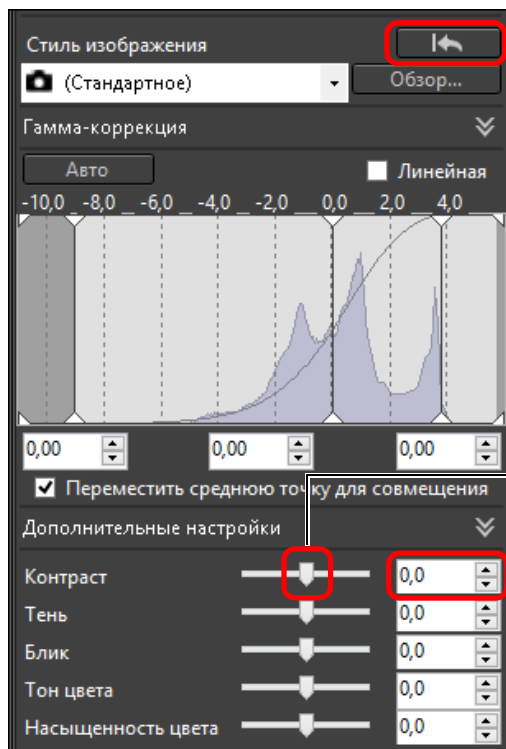 Стиль изображения
(Стандартное)
Обзор...
Гамма-коррекция
Авто
Линейная
-10,0 -8,0 -6,0 -4,0 -2,0 0,0 2,0 4,0
0,00 0,00 0,00
Переместить среднюю точку для совмещения
Дополнительные настройки
Контраст 0,0
Тень 0,0
Блик 0,0
Тон цвета 0,0
Насыщенность цвета 0,0